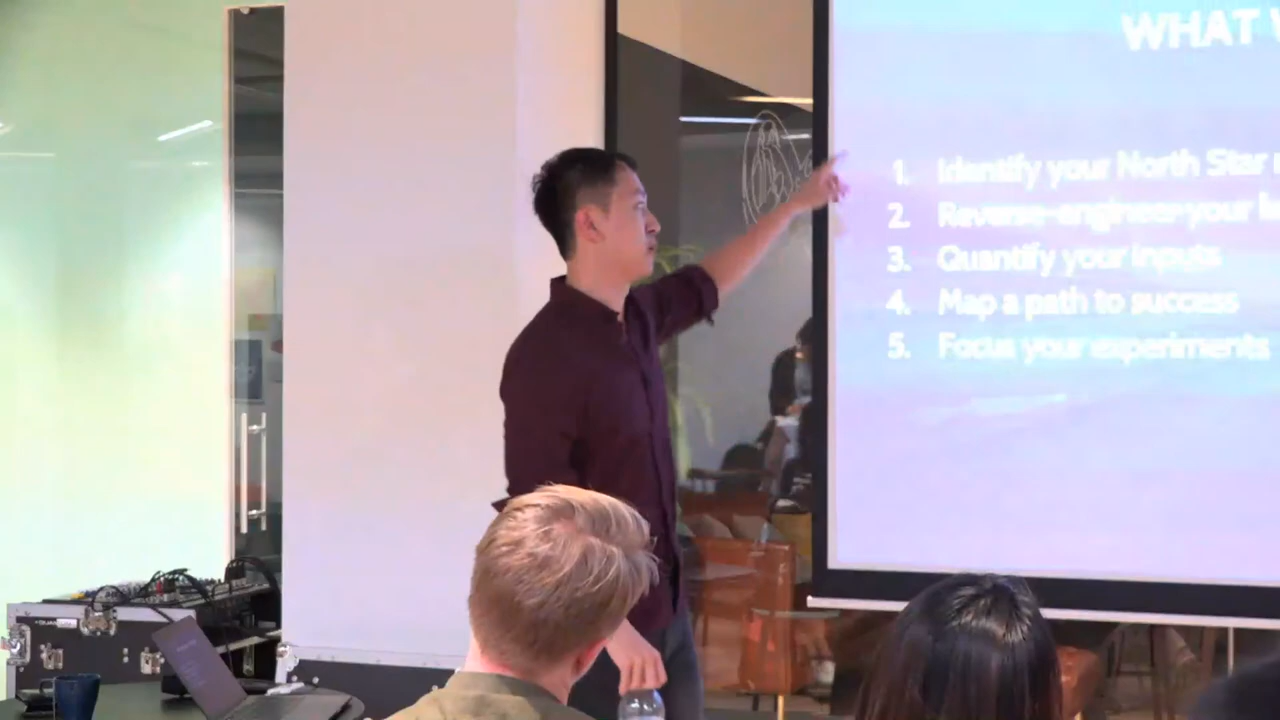 WHAT
1. Identify your North Star
2. Reverse-engineer your
3. Quantify your inputs
4. Map a path to success
5. Focus your experiments